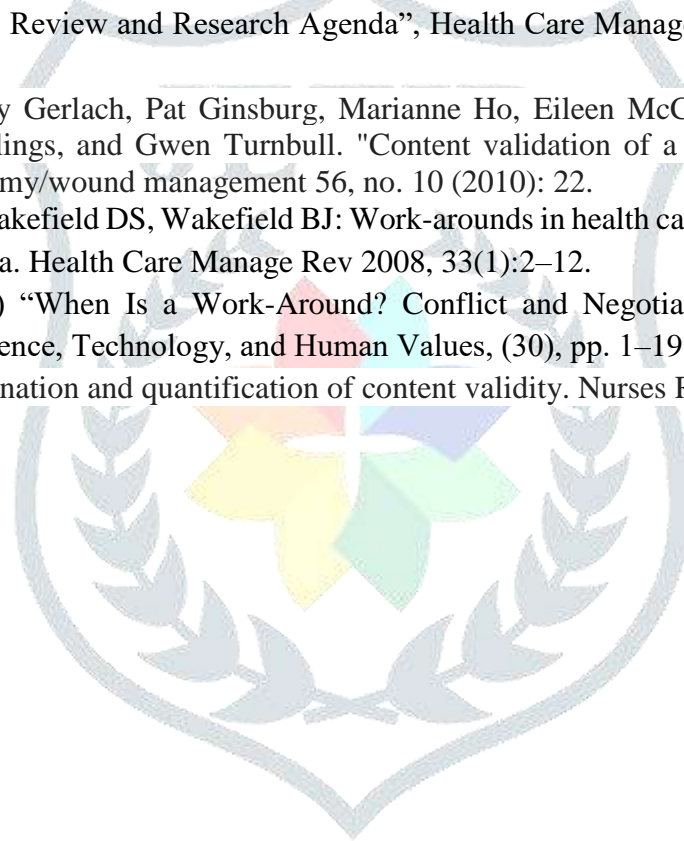 Review and Research Agenda”, Health Care Manage
y Gerlach, Pat Ginsburg, Marianne Ho, Eileen McC
lings, and Gwen Turnbull. "Content validation of a
my/wound management 56, no. 10 (2010): 22.
akefield DS, Wakefield BJ: Work-arounds in health ca
a. Health Care Manage Rev 2008, 33(1):2–12.
) “When Is a Work-Around? Conflict and Negotia
ence, Technology, and Human Values, (30), pp. 1–19
nation and quantification of content validity. Nurses R